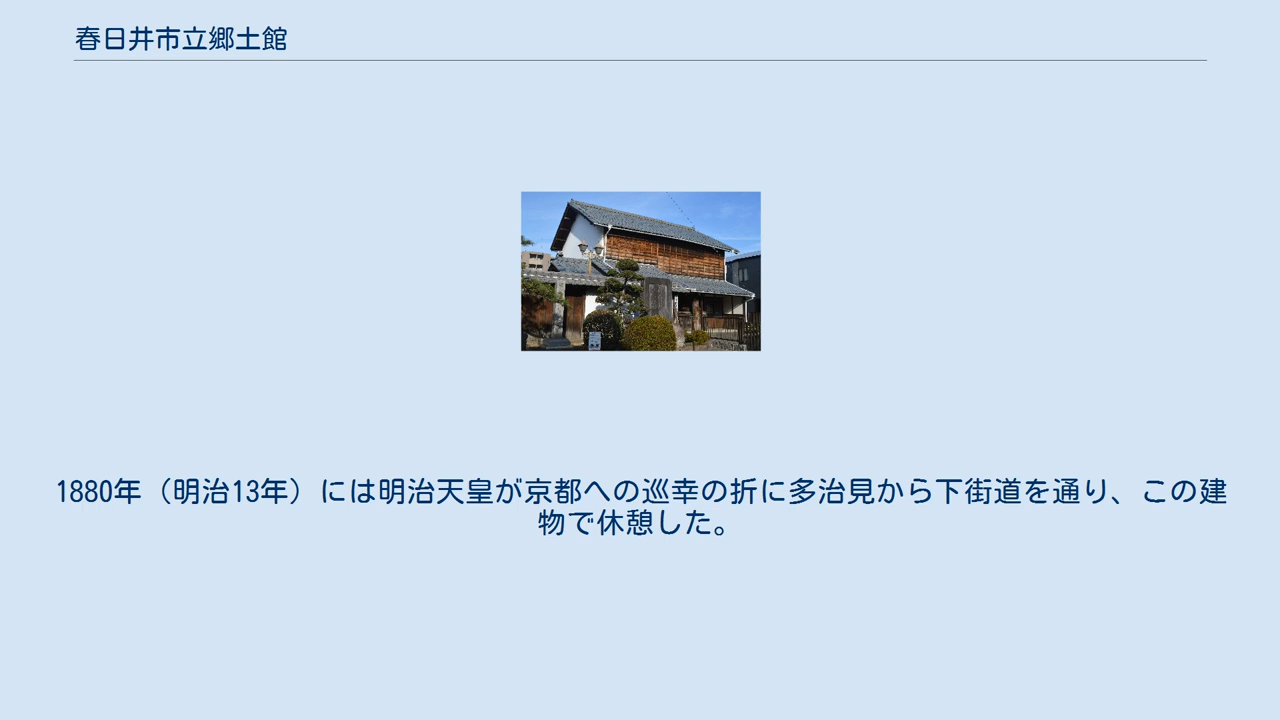 春日井市立郷土館
1880年（明治13年）には明治天皇が京都への巡幸の折に多治見から下街道を通り、この建
物で休憩した。